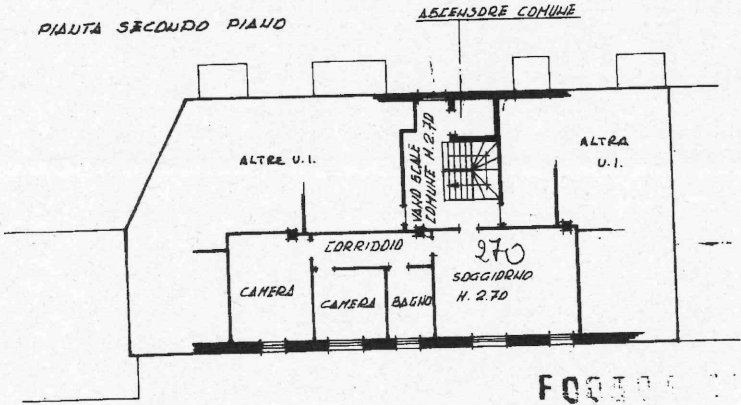 PIANTA SECONDO PIANO
ASCENSORE COMUNE
ALTRE U.I.
VANO SCALE
COMUNE H. 2.70
ALTRA
U.I.
CORRIDOIO
270
SOGGIORNO
H. 2.70
CAMERA
CAMERA
BAGNO